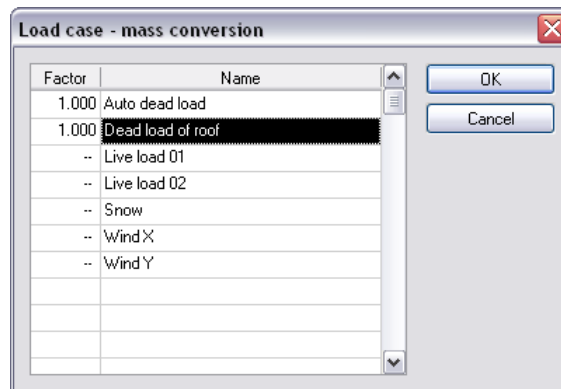 Load case - mass conversion
Factor Name
1.000 Auto dead load
1.000 Dead load of roof
-- Live load 01
-- Live load 02
-- Snow
-- Wind X
-- Wind Y
OK
Cancel